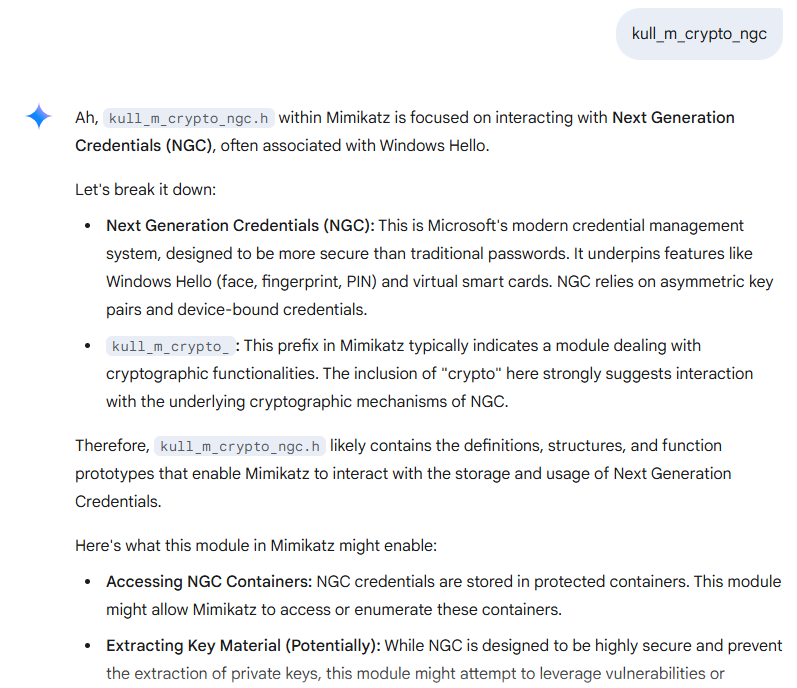 kull_m_crypto_ngc
Ah, kull_m_crypto_ngc.h within Mimikatz is focused on interacting with Next Generation
Credentials (NGC), often associated with Windows Hello.
Let's break it down:
• Next Generation Credentials (NGC): This is Microsoft's modern credential management
system, designed to be more secure than traditional passwords. It underpins features like
Windows Hello (face, fingerprint, PIN) and virtual smart cards. NGC relies on asymmetric key
pairs and device-bound credentials.
• kull_m_crypto_ : This prefix in Mimikatz typically indicates a module dealing with
cryptographic functionalities. The inclusion of "crypto" here strongly suggests interaction
with the underlying cryptographic mechanisms of NGC.
Therefore, kull_m_crypto_ngc.h likely contains the definitions, structures, and function
prototypes that enable Mimikatz to interact with the storage and usage of Next Generation
Credentials.
Here's what this module in Mimikatz might enable:
• Accessing NGC Containers: NGC credentials are stored in protected containers. This module
might allow Mimikatz to access or enumerate these containers.
• Extracting Key Material (Potentially): While NGC is designed to be highly secure and prevent
the extraction of private keys, this module might attempt to leverage vulnerabilities or